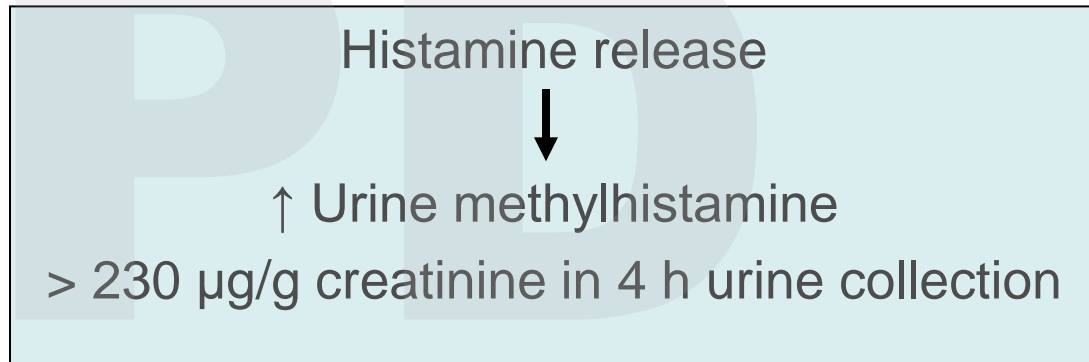 Histamine release
↑ Urine methylhistamine
> 230 µg/g creatinine in 4 h urine collection
PD